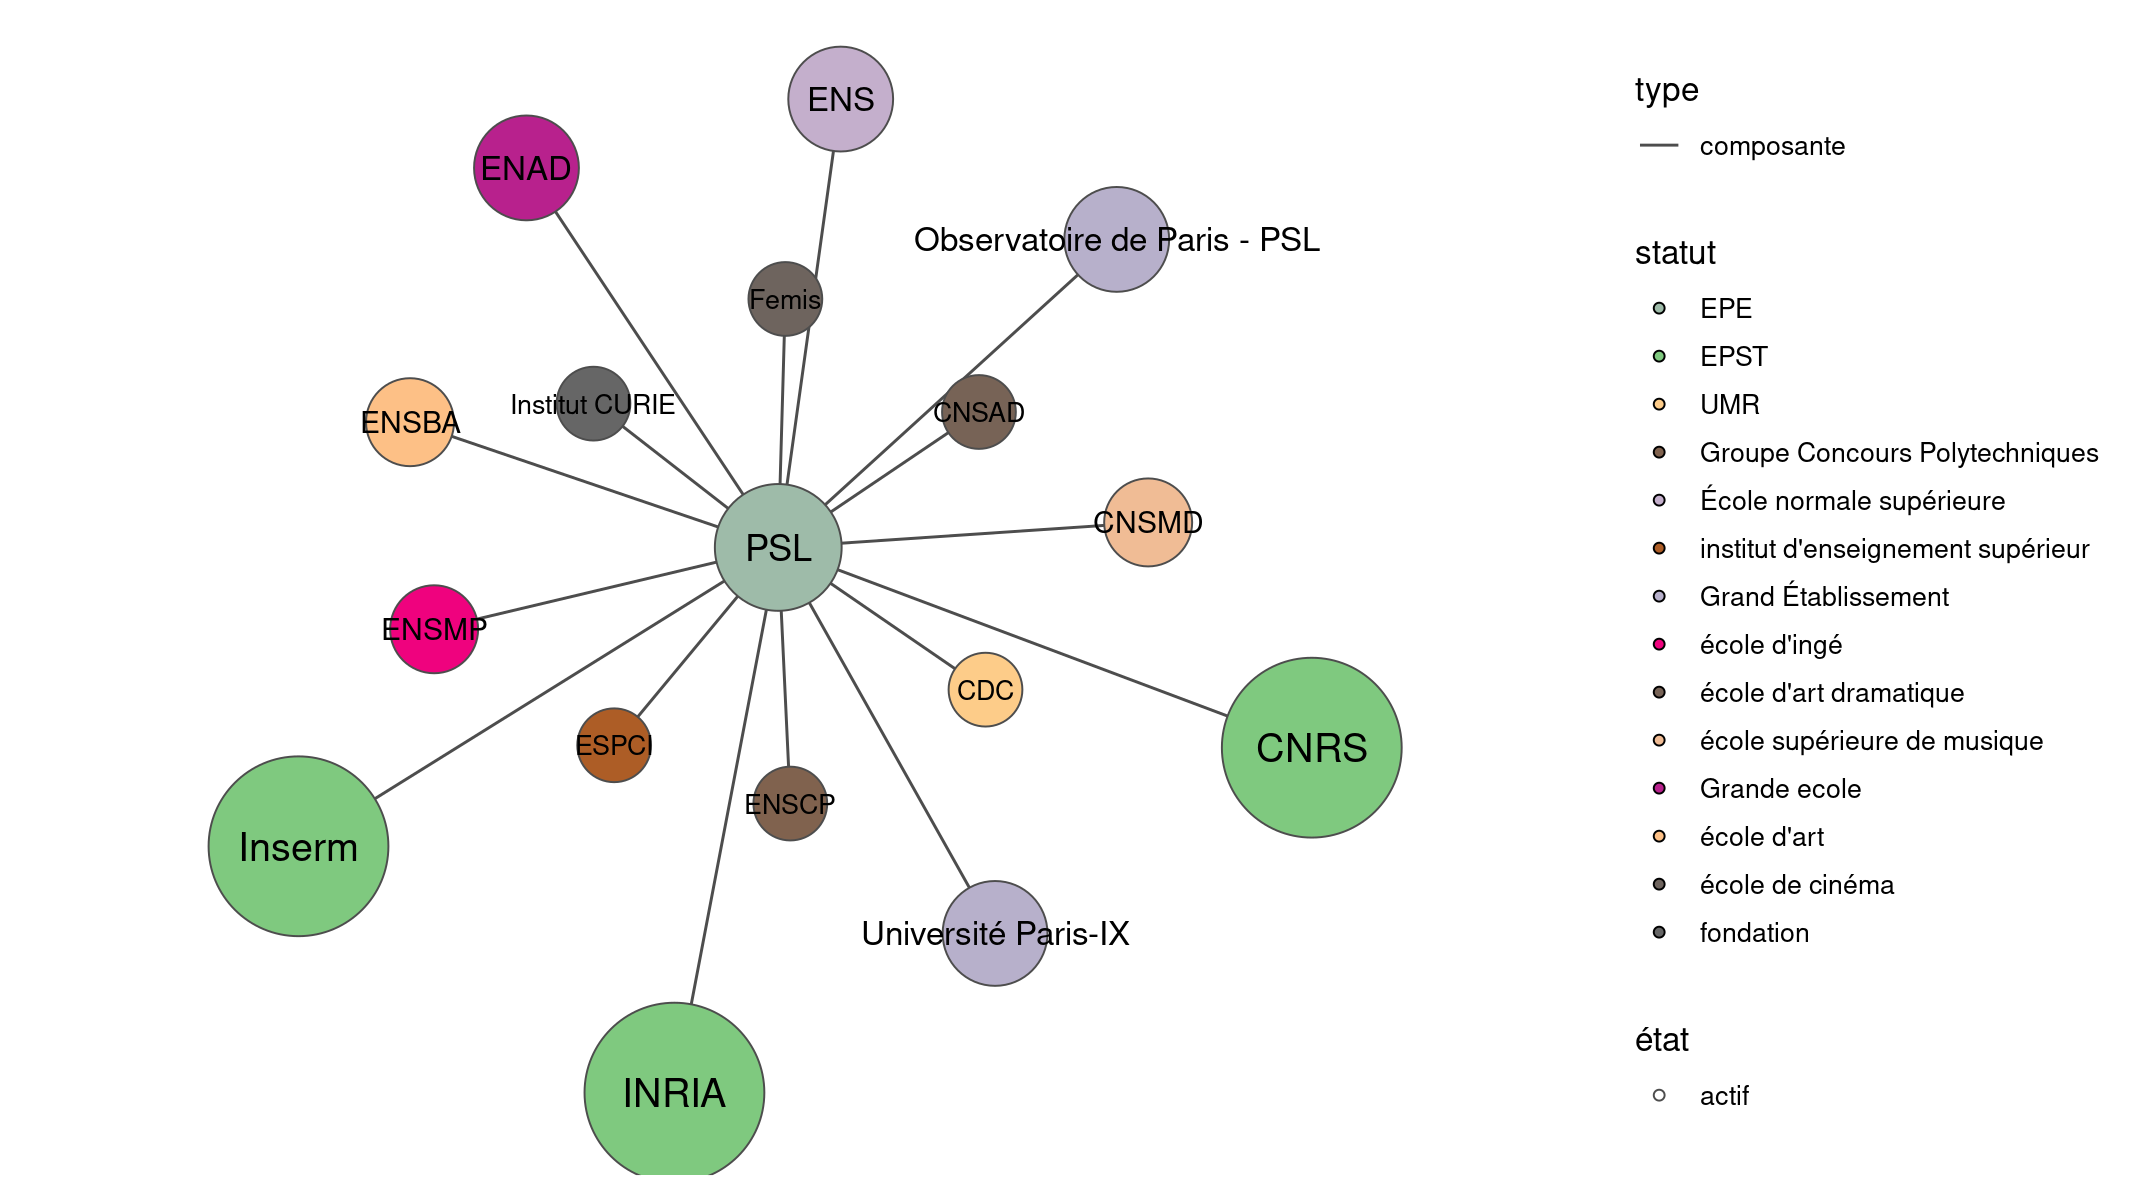 ENS
ENAD
Observatoire de Paris - PSL
Femis
Institut CURIE
CNSAD
ENSBA
CNSMD
PSL
ENSMP
CDC
ESPCI
CNRS
ENSCP
Inserm
Université Paris-IX
INRIA
type
composante
statut
EPE
EPST
UMR
Groupe Concours Polytechniques
École normale supérieure
institut d'enseignement supérieur
Grand Établissement
école d'ingé
école d'art dramatique
école supérieure de musique
Grande ecole
école d'art
école de cinéma
fondation
état
actif